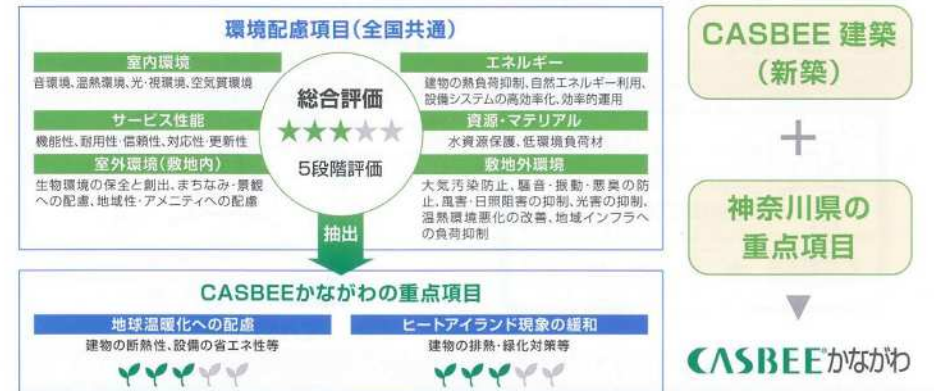 環境配慮項目(全国共通)
室内環境
音環境、温熱環境、光・視環境、空気質環境
サービス性能
機能性、耐用性・信頼性、対応性・更新性
室外環境(敷地内)
生物環境の保全と創出、まちなみ・景観
への配慮、地域性・アメニティへの配慮
総合評価
5段階評価
抽出
エネルギー
建物の熱負荷抑制、自然エネルギー利用、
設備システムの高効率化、効率的運用
資源・マテリアル
水資源保護、低環境負荷材
敷地外環境
大気汚染防止、騒音・振動・悪臭の防
止、風害・日照阻害の抑制、光害の抑制、
温熱環境悪化の改善、地域インフラへ
の負荷抑制
CASBEEかながわの重点項目
地球温暖化への配慮
建物の断熱性、設備の省エネ性等
ヒートアイランド現象の緩和
建物の排熱・緑化対策等
CASBEE 建築
(新築)
+
神奈川県の
重点項目
CASBEE®かながわ